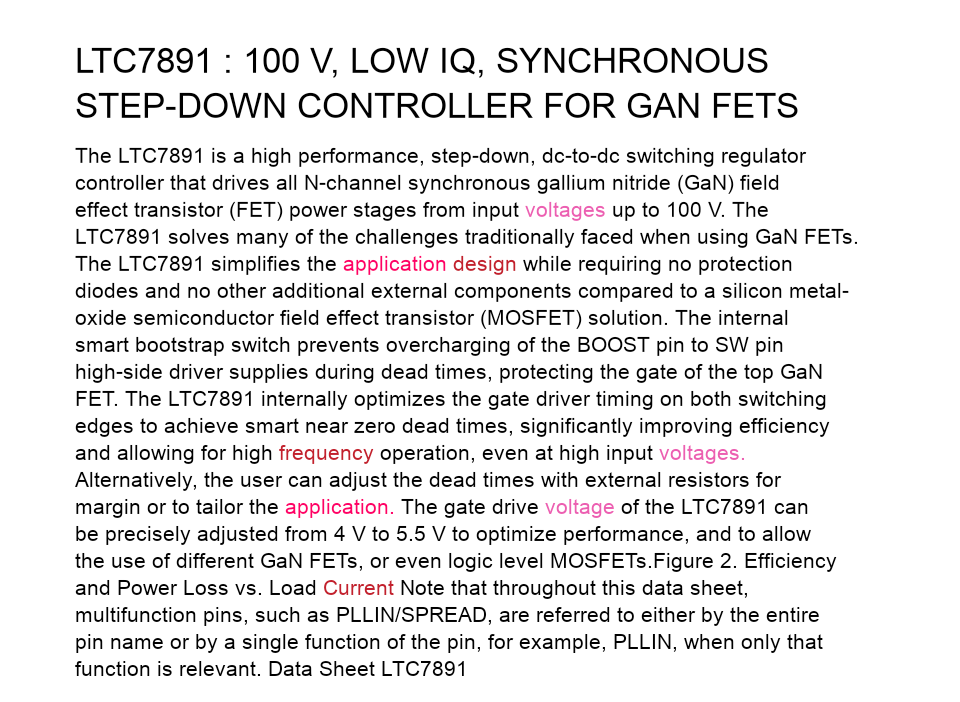 LTC7891 : 100 V, LOW IQ, SYNCHRONOUS
STEP-DOWN CONTROLLER FOR GAN FETS
The LTC7891 is a high performance, step-down, dc-to-dc switching regulator
controller that drives all N-channel synchronous gallium nitride (GaN) field
effect transistor (FET) power stages from input voltages up to 100 V. The
LTC7891 solves many of the challenges traditionally faced when using GaN FETs.
The LTC7891 simplifies the application design while requiring no protection
diodes and no other additional external components compared to a silicon metal-
oxide semiconductor field effect transistor (MOSFET) solution. The internal
smart bootstrap switch prevents overcharging of the BOOST pin to SW pin
high-side driver supplies during dead times, protecting the gate of the top GaN
FET. The LTC7891 internally optimizes the gate driver timing on both switching
edges to achieve smart near zero dead times, significantly improving efficiency
and allowing for high frequency operation, even at high input voltages.
Alternatively, the user can adjust the dead times with external resistors for
margin or to tailor the application. The gate drive voltage of the LTC7891 can
be precisely adjusted from 4 V to 5.5 V to optimize performance, and to allow
the use of different GaN FETs, or even logic level MOSFETs.Figure 2. Efficiency
and Power Loss vs. Load Current Note that throughout this data sheet,
multifunction pins, such as PLLIN/SPREAD, are referred to either by the entire
pin name or by a single function of the pin, for example, PLLIN, when only that
function is relevant. Data Sheet LTC7891